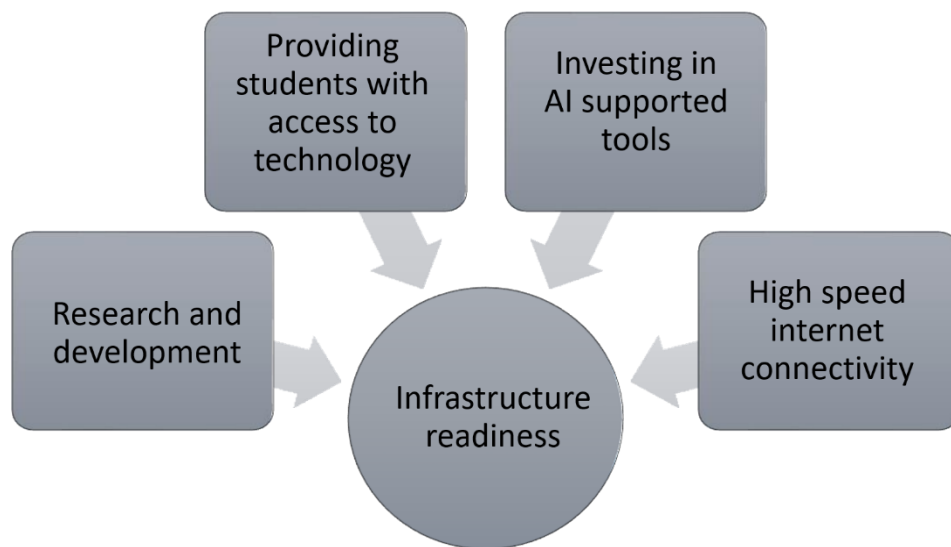 Providing
students with
access to
technology
Investing in
AI supported
tools
Research and
development
High speed
internet
connectivity
Infrastructure
readiness